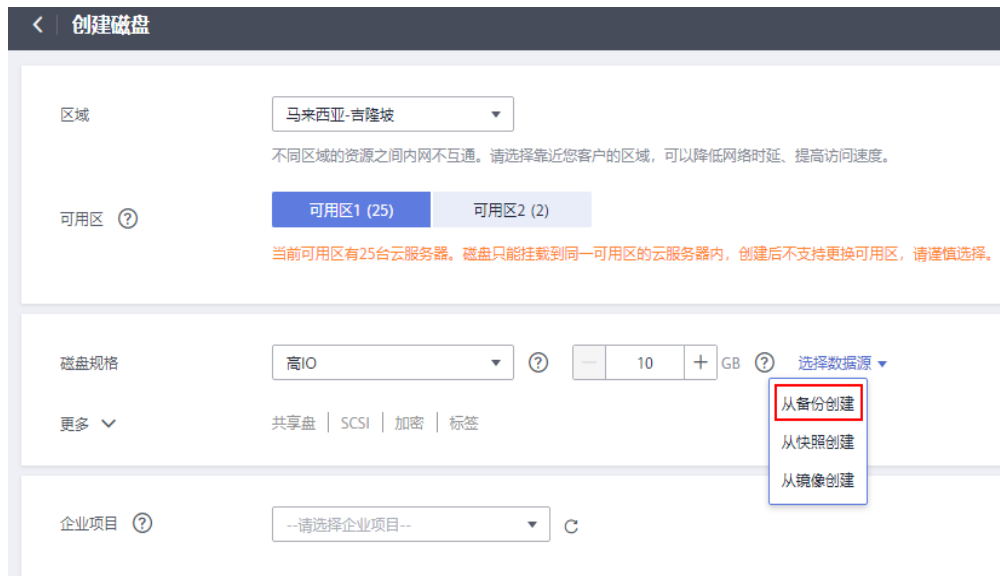 创建磁盘
区域
马来西亚-吉隆坡
不同区域的资源之间内网不互通。请选择靠近您客户的区域，可以降低网络时延、提高访问速度。
可用区 ?
可用区1 (25) 可用区2 (2)
当前可用区有25台云服务器。磁盘只能挂载到同一可用区的云服务器内，创建后不支持更换可用区，请谨慎选择。
磁盘规格 高IO ? — 10 + GB ? 选择数据源
从备份创建
更多 共享盘 | SCSI | 加密 | 标签
从快照创建
从镜像创建
企业项目 ? --请选择企业项目--